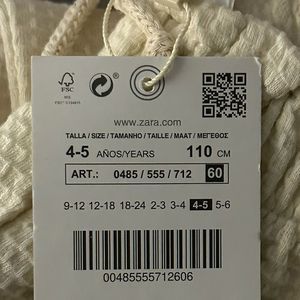 FSC
www.zara.com
TALLA / SIZE / TAMANHO / TAILLE / MAAT / ΜΕΓΕΘΟΣ
4-5 AÑOS/YEARS 110 CM
ART.: 0485 / 555 / 712 60
9-12 12-18 18-24 2-3 3-4 4-5 5-6
00485555712606